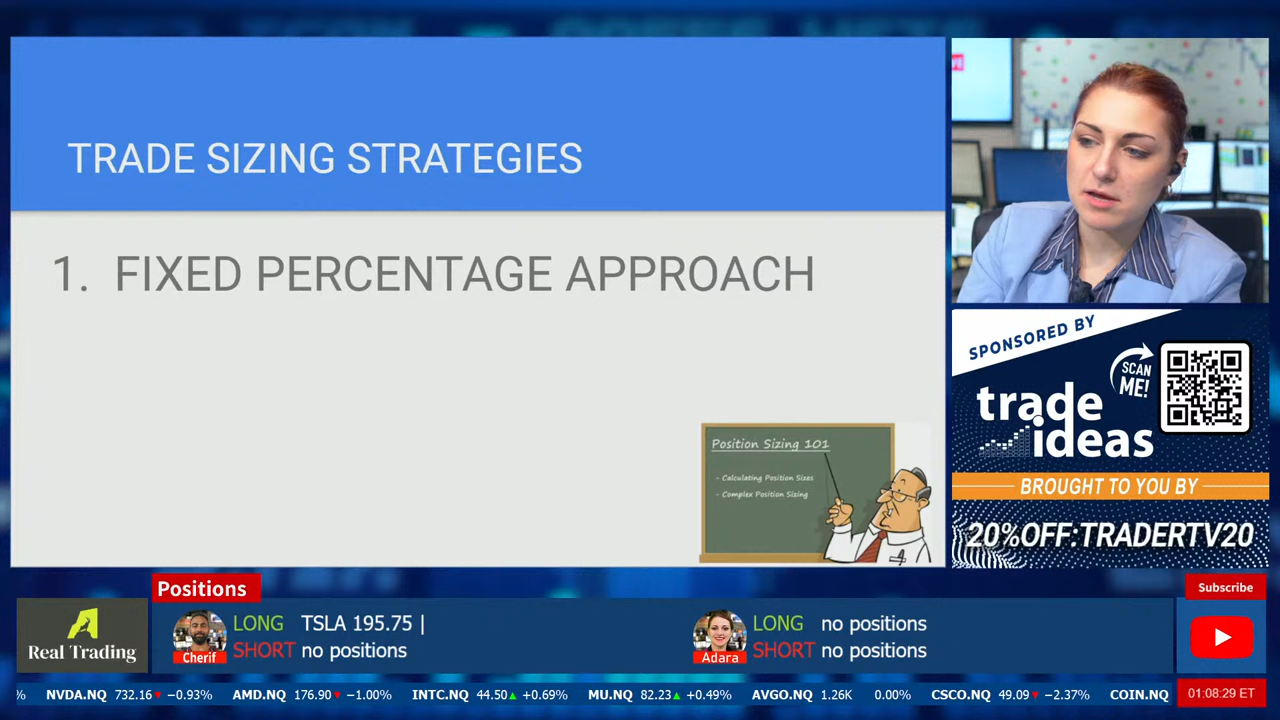 TRADE SIZING STRATEGIES
1. FIXED PERCENTAGE APPROACH
Position Sizing 101
- Calculating Position Sizes
- Complex Position Sizing
SPONSORED BY
SCAN
ME!
trade
ideas
BROUGHT TO YOU BY
20%OFF:TRADERTV20
Positions
Subscribe
Real Trading
Cherif
LONG TSLA 195.75 |
SHORT no positions
Adara
LONG no positions
SHORT no positions
% NVDA.NQ 732.16 −0.93% AMD.NQ 176.90 −1.00% INTC.NQ 44.50 +0.69% MU.NQ 82.23 +0.49% AVGO.NQ 1.26K 0.00% CSCO.NQ 49.09 −2.37% COIN.NQ
01:08:29 ET